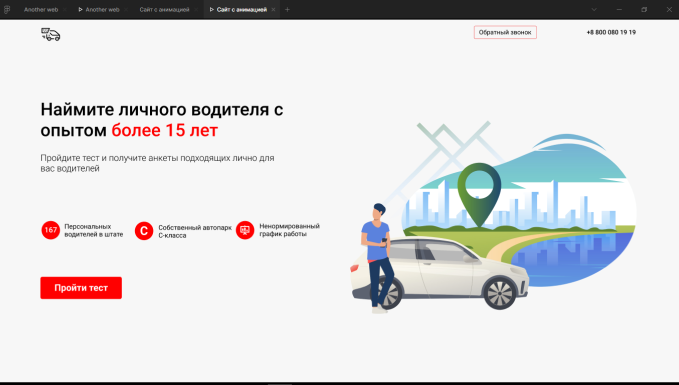 Another web
Another web
Сайт с анимацией
Сайт с анимацией
Обратный звонок
+8 800 080 19 19
Наймите личного водителя с
опытом более 15 лет
Пройдите тест и получите анкеты подходящих лично для
вас водителей
167
Персональных
водителей в штате
C
Собственный автопарк
С-класса
Ненормированный
график работы
Пройти тест